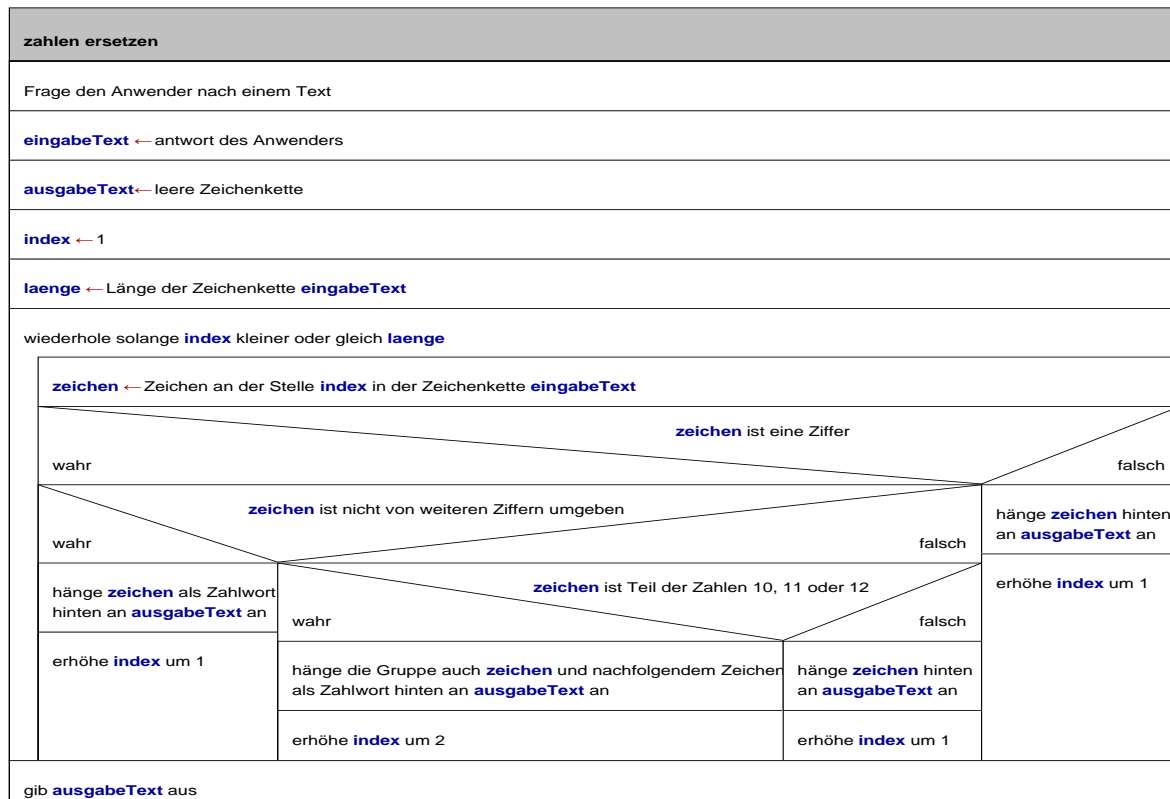 zahlen ersetzen
Frage den Anwender nach einem Text
eingabeText ← antwort des Anwenders
ausgabeText ← leere Zeichenkette
index ← 1
laenge ← Länge der Zeichenkette eingabeText
wiederhole solange index kleiner oder gleich laenge
zeichen ← Zeichen an der Stelle index in der Zeichenkette eingabeText
zeichen ist eine Ziffer
wahr
falsch
zeichen ist nicht von weiteren Ziffern umgeben
wahr
falsch
hänge zeichen hinten
an ausgabeText an
erhöhe index um 1
hänge zeichen als Zahlwort
hinten an ausgabeText an
erhöhe index um 1
zeichen ist Teil der Zahlen 10, 11 oder 12
wahr
falsch
hänge die Gruppe auch zeichen und nachfolgendem Zeichen
als Zahlwort hinten an ausgabeText an
erhöhe index um 2
hänge zeichen hinten
an ausgabeText an
erhöhe index um 1
gib ausgabeText aus